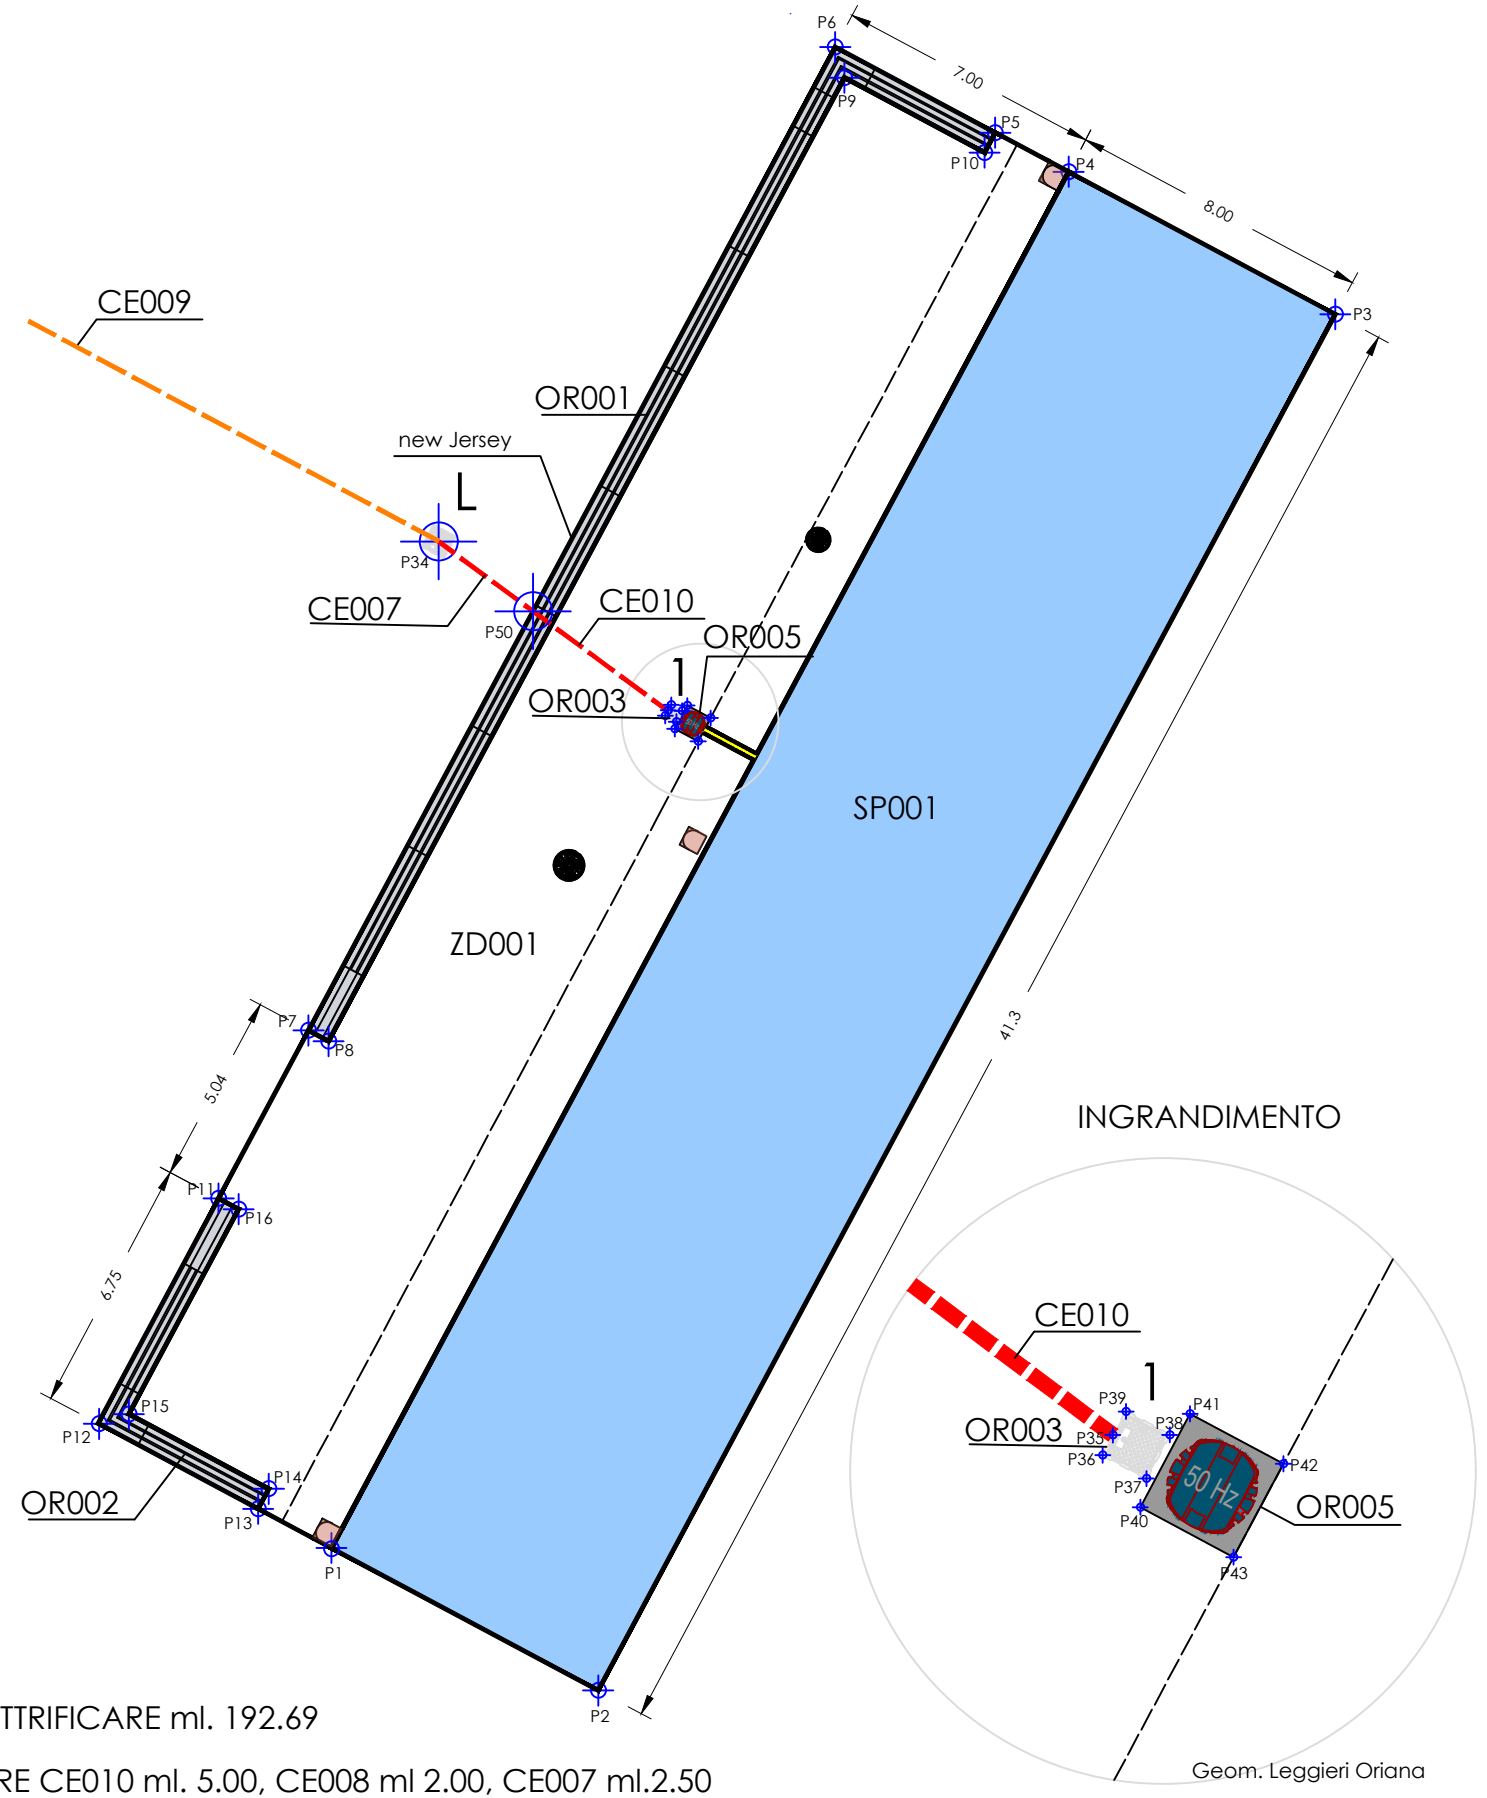 P6
7.00
P9
P5
P10
P4
8.00
P3
CE009
OR001
new Jersey
L
P34
CE007
P50
CE010
OR005
1
OR003
SP001
ZD001
41.3
P7
P8
5.04
INGRANDIMENTO
P11
P16
6.75
CE010
1
P39
P41
P38
OR003
P35
P36
P42
P37
50 Hz
OR005
P40
P43
P15
P12
P14
OR002
P13
P1
P2
TTRIFICARE ml. 192.69
RE CE010 ml. 5.00, CE008 ml 2.00, CE007 ml.2.50
Geom. Leggieri Oriana